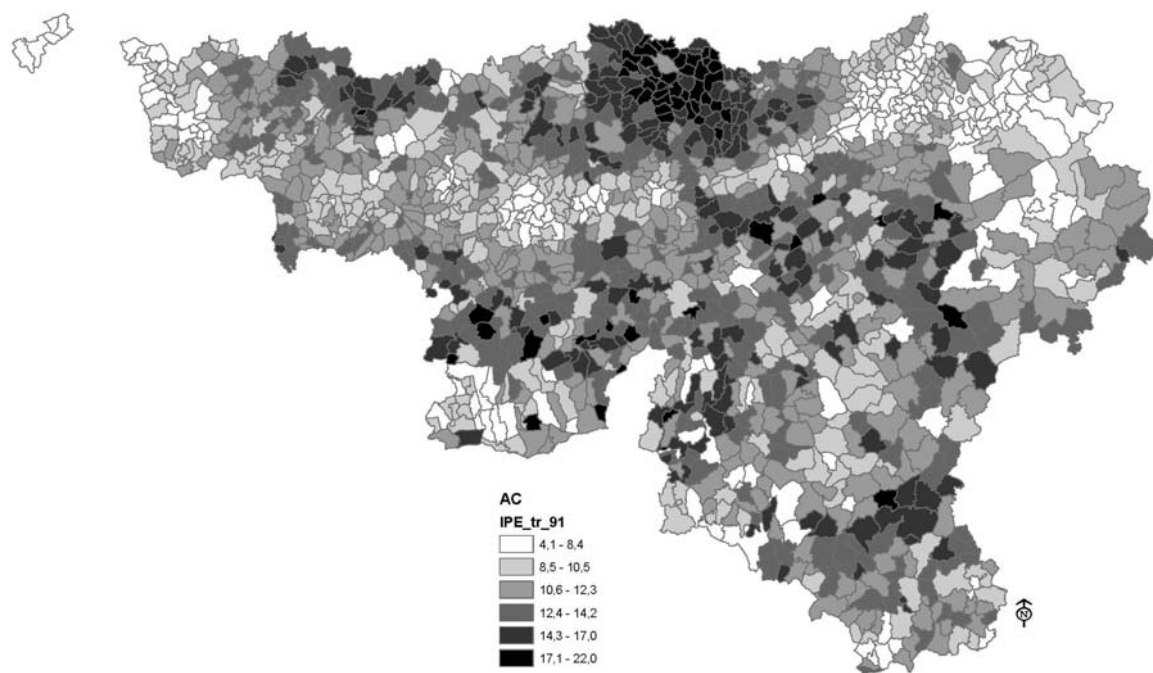 AC
IPE_tr_91
4,1 - 8,4
8,5 - 10,5
10,6 - 12,3
12,4 - 14,2
14,3 - 17,0
17,1 - 22,0
N